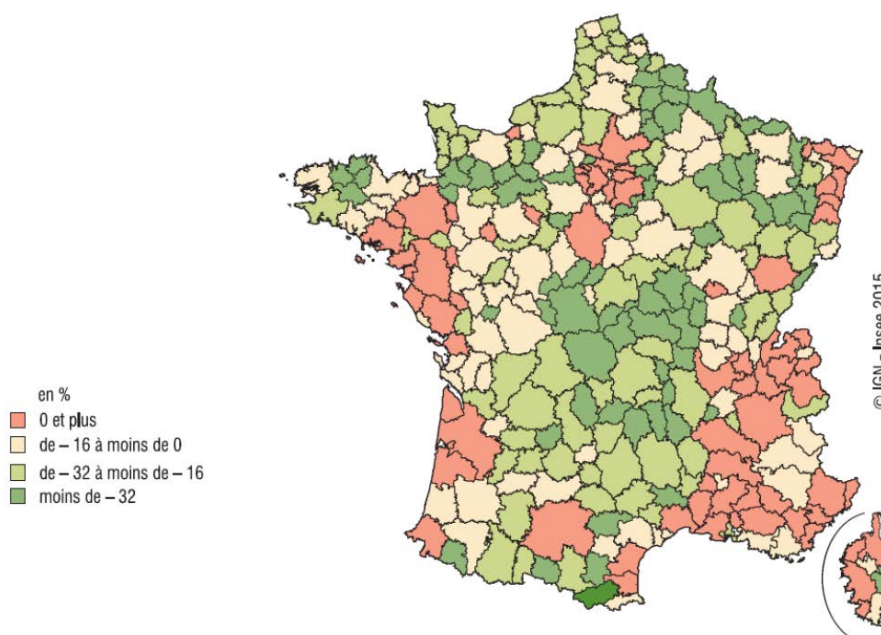 en %
0 et plus
de – 16 à moins de 0
de – 32 à moins de – 16
moins de – 32
© IGN - Insee 2015